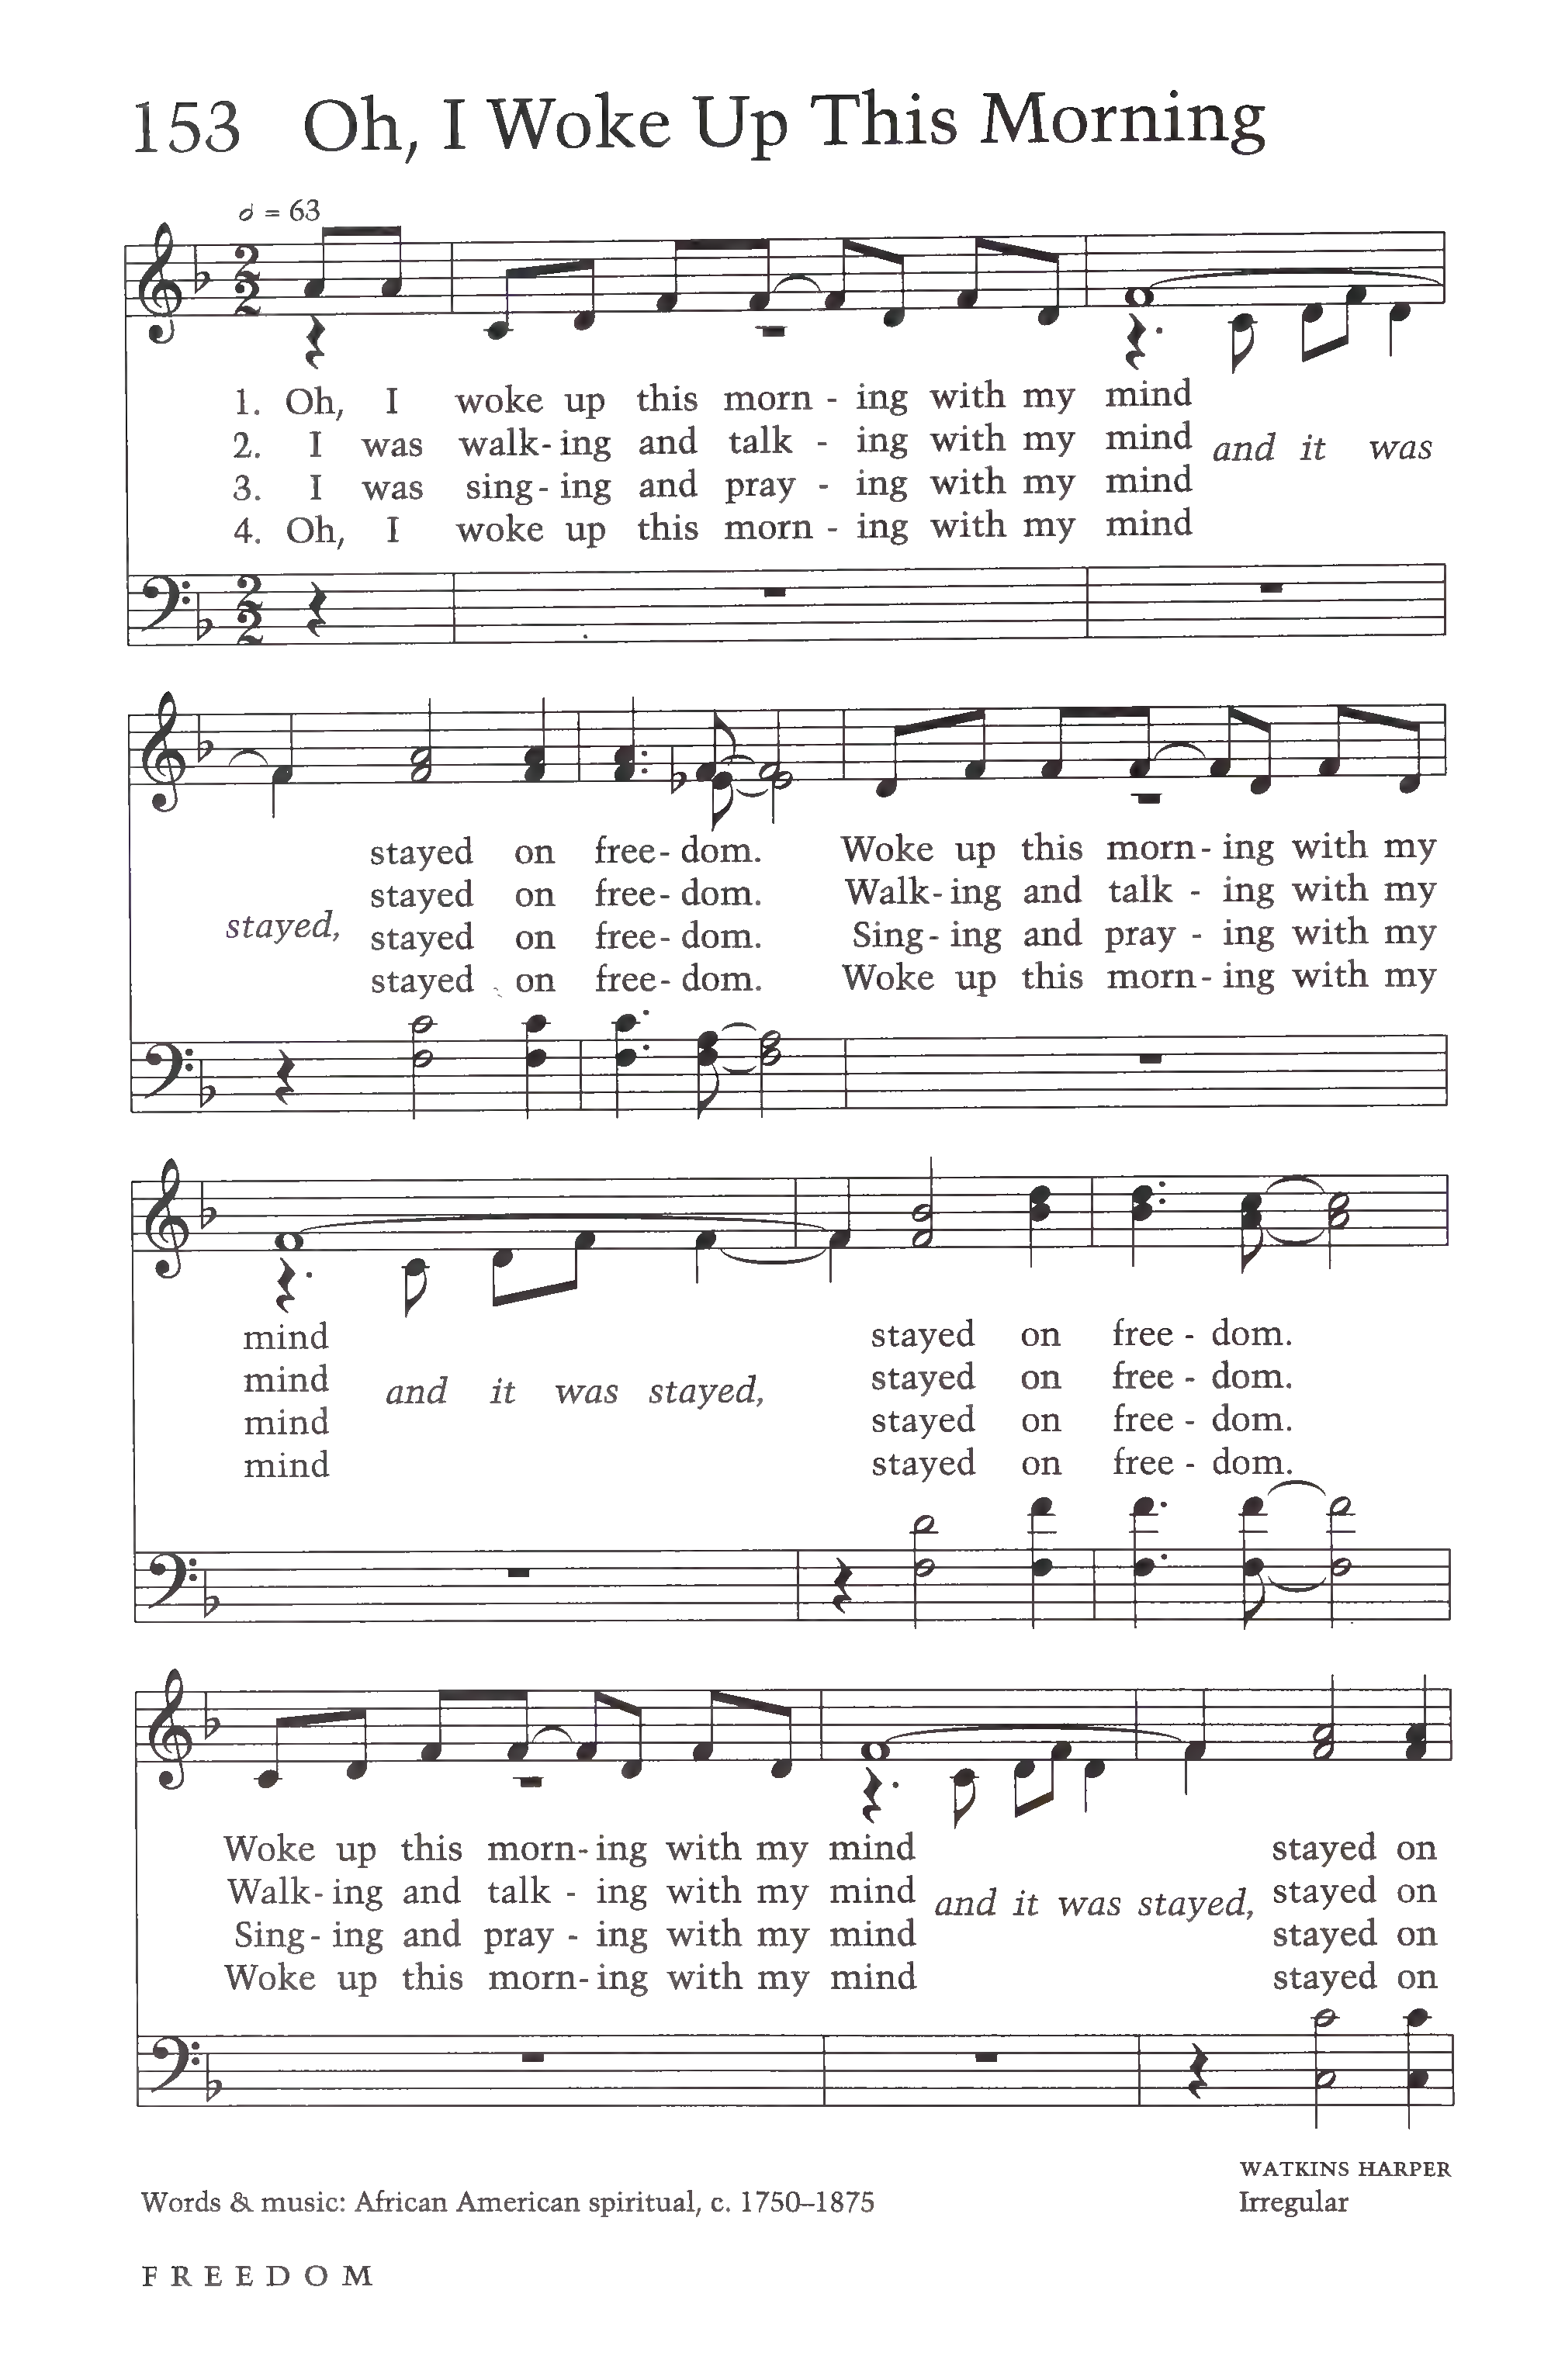 153 Oh, I Woke Up This Morning
= 63
1. Oh, I woke up this morn - ing with my mind
2. I was walk- ing and talk - ing with my mind and it was
3. I was sing- ing and pray - ing with my mind
4. Oh, I woke up this morn - ing with my mind
stayed on free- dom. Woke up this morn- ing with my
stayed on free- dom. Walk- ing and talk - ing with my
stayed, stayed on free- dom. Sing- ing and pray - ing with my
stayed on free- dom. Woke up this morn- ing with my
mind stayed on free - dom.
mind and it was stayed, stayed on free - dom.
mind stayed on free - dom.
mind stayed on free - dom.
Woke up this morn- ing with my mind stayed on
Walk- ing and talk - ing with my mind and it was stayed, stayed on
Sing- ing and pray - ing with my mind stayed on
Woke up this morn- ing with my mind stayed on
WATKINS HARPER
Words & music: African American spiritual, c. 1750–1875 Irregular
FREEDOM